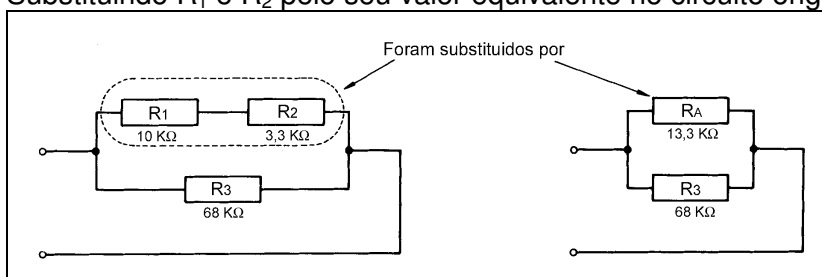 Substituindo R1 e R2 pelo seu valor equivalente no circuito
Foram substituidos por
R1
R2
RA
10 KΩ
3,3 KΩ
13,3 KΩ
R3
R3
68 KΩ
68 KΩ